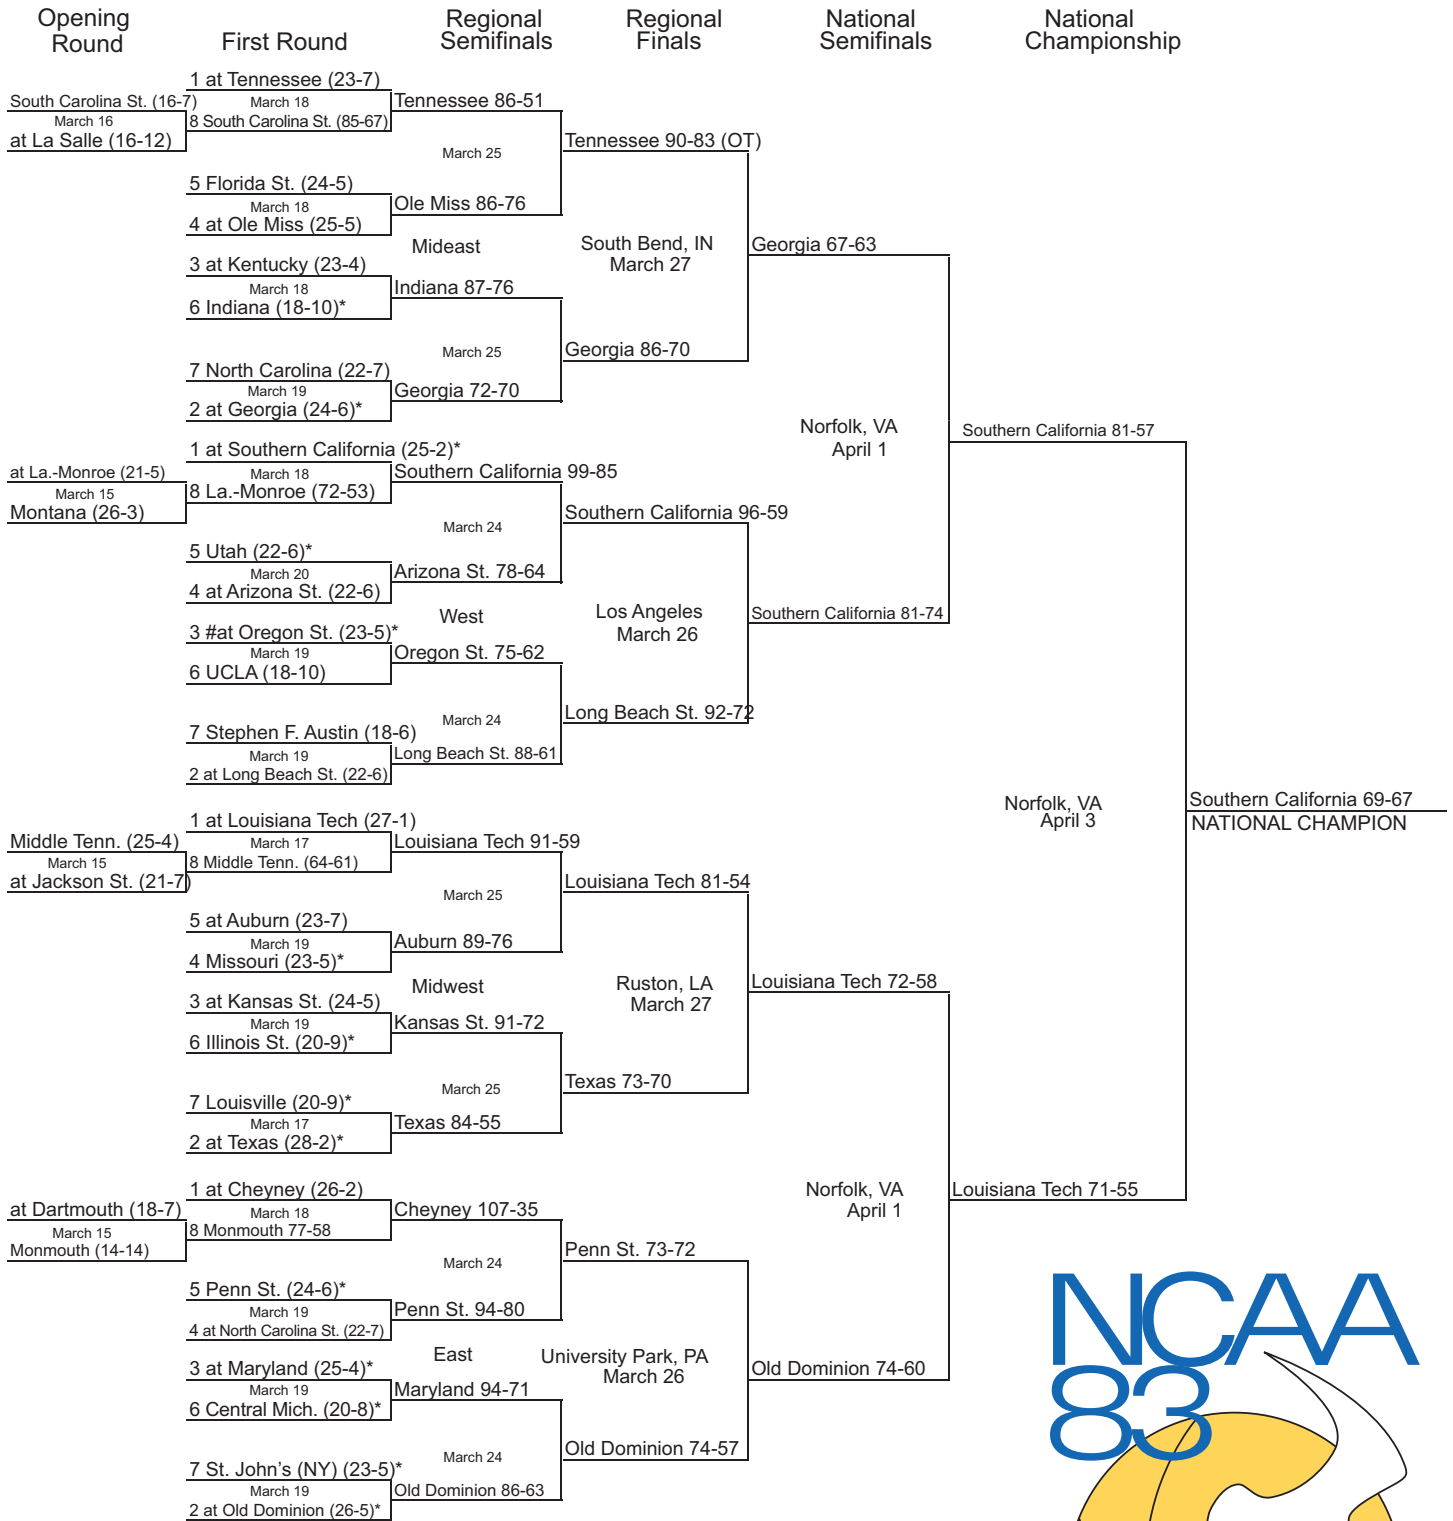 Opening
Round
First Round
Regional
Semifinals
Regional
Finals
National
Semifinals
National
Championship
South Carolina St. (16-7)
March 16
at La Salle (16-12)
1 at Tennessee (23-7)
March 18
8 South Carolina St. (85-67)
Tennessee 86-51
March 25
5 Florida St. (24-5)
March 18
4 at Ole Miss (25-5)
Ole Miss 86-76
Tennessee 90-83 (OT)
Mideast
South Bend, IN
March 27
3 at Kentucky (23-4)
March 18
6 Indiana (18-10)*
Indiana 87-76
March 25
7 North Carolina (22-7)
March 19
2 at Georgia (24-6)*
Georgia 72-70
Georgia 86-70
Georgia 67-63
Norfolk, VA
April 1
at La.-Monroe (21-5)
March 15
Montana (26-3)
1 at Southern California (25-2)*
March 18
8 La.-Monroe (72-53)
Southern California 99-85
March 24
5 Utah (22-6)*
March 20
4 at Arizona St. (22-6)
Arizona St. 78-64
Southern California 96-59
West
Los Angeles
March 26
3 #at Oregon St. (23-5)*
March 19
6 UCLA (18-10)
Oregon St. 75-62
March 24
7 Stephen F. Austin (18-6)
March 19
2 at Long Beach St. (22-6)
Long Beach St. 88-61
Long Beach St. 92-72
Southern California 81-74
Southern California 81-57
Norfolk, VA
April 3
Southern California 69-67
NATIONAL CHAMPION
Middle Tenn. (25-4)
March 15
at Jackson St. (21-7)
1 at Louisiana Tech (27-1)
March 17
8 Middle Tenn. (64-61)
Louisiana Tech 91-59
March 25
5 at Auburn (23-7)
March 19
4 Missouri (23-5)*
Auburn 89-76
Louisiana Tech 81-54
Midwest
Ruston, LA
March 27
3 at Kansas St. (24-5)
March 19
6 Illinois St. (20-9)*
Kansas St. 91-72
March 25
7 Louisville (20-9)*
March 17
2 at Texas (28-2)*
Texas 84-55
Texas 73-70
Louisiana Tech 72-58
Norfolk, VA
April 1
Louisiana Tech 71-55
at Dartmouth (18-7)
March 15
Monmouth (14-14)
1 at Cheyney (26-2)
March 18
8 Monmouth 77-58
Cheyney 107-35
March 24
5 Penn St. (24-6)*
March 19
4 at North Carolina St. (22-7)
Penn St. 94-80
Penn St. 73-72
East
University Park, PA
March 26
3 at Maryland (25-4)*
March 19
6 Central Mich. (20-8)*
Maryland 94-71
March 24
7 St. John's (NY) (23-5)*
March 19
2 at Old Dominion (26-5)*
Old Dominion 86-63
Old Dominion 74-57
Old Dominion 74-60
NCAA
83